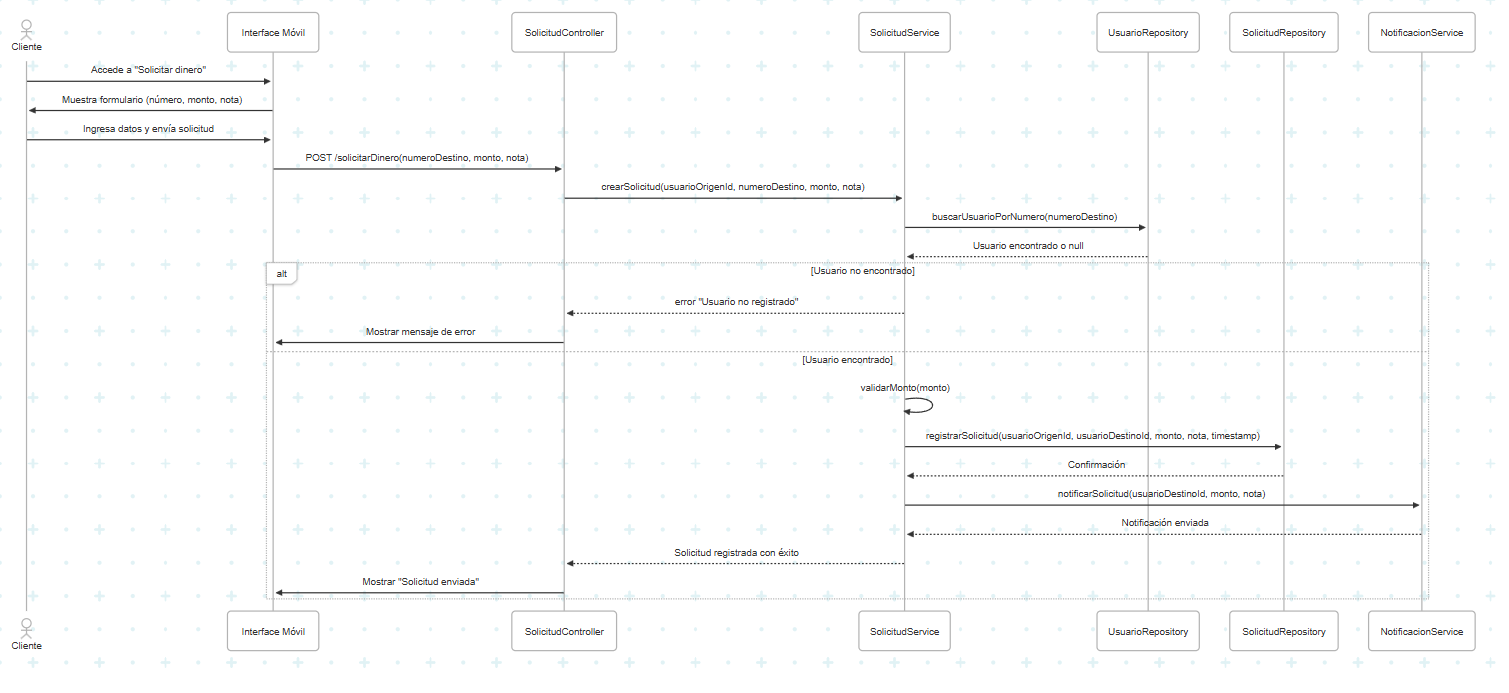 Cliente
Interface Móvil
SolicitudController
SolicitudService
UsuarioRepository
SolicitudRepository
NotificacionService
Accede a "Solicitar dinero"
Muestra formulario (número, monto, nota)
Ingresa datos y envía solicitud
POST /solicitarDinero(numeroDestino, monto, nota)
crearSolicitud(usuarioOrigenId, numeroDestino, monto, nota)
buscarUsuarioPorNumero(numeroDestino)
Usuario encontrado o null
alt
[Usuario no encontrado]
error "Usuario no registrado"
Mostrar mensaje de error
[Usuario encontrado]
validarMonto(monto)
registrarSolicitud(usuarioOrigenId, usuarioDestinoId, monto, nota, timestamp)
Confirmación
notificarSolicitud(usuarioDestinoId, monto, nota)
Notificación enviada
Solicitud registrada con éxito
Mostrar "Solicitud enviada"
Cliente
Interface Móvil
SolicitudController
SolicitudService
UsuarioRepository
SolicitudRepository
NotificacionService